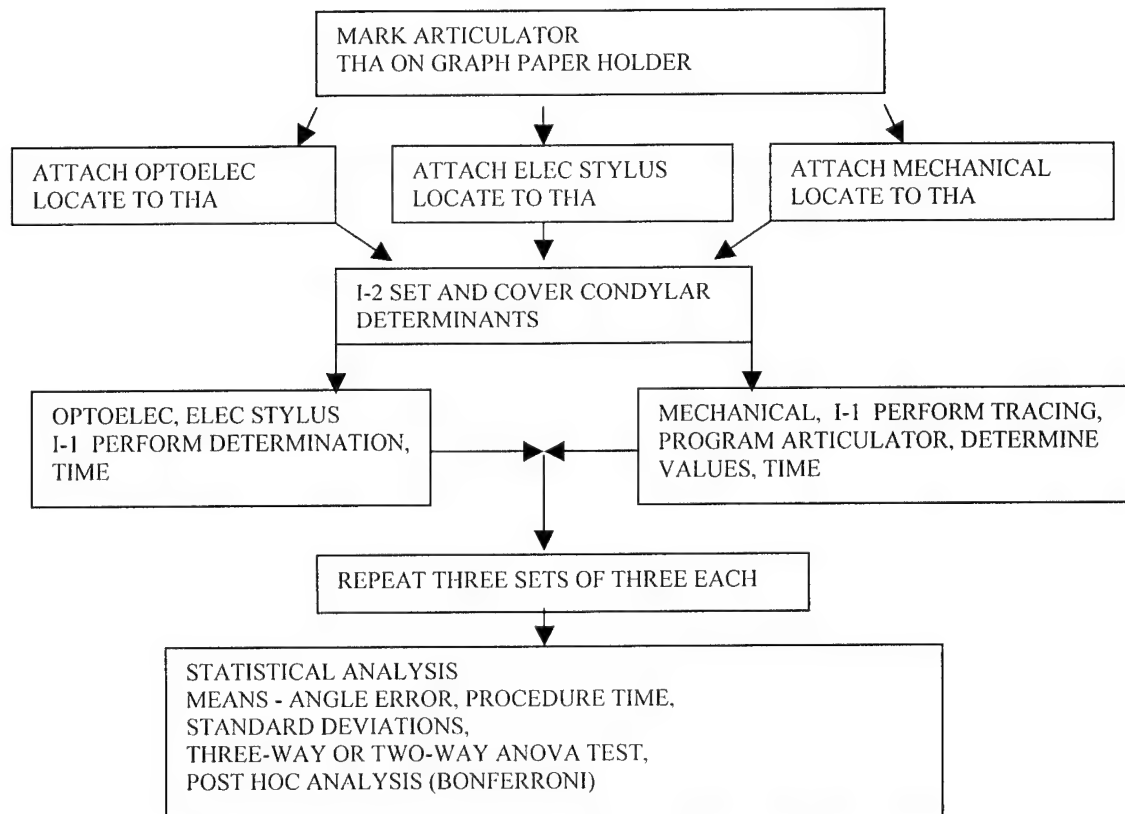 MARK ARTICULATOR
THA ON GRAPH PAPER HOLDER
ATTACH OPTOELEC
LOCATE TO THA
ATTACH ELEC STYLUS
LOCATE TO THA
ATTACH MECHANICAL
LOCATE TO THA
I-2 SET AND COVER CONDYLAR
DETERMINANTS
OPTOELEC, ELEC STYLUS
I-1 PERFORM DETERMINATION,
TIME
MECHANICAL, I-1 PERFORM TRACING,
PROGRAM ARTICULATOR, DETERMINE
VALUES, TIME
REPEAT THREE SETS OF THREE EACH
STATISTICAL ANALYSIS
MEANS - ANGLE ERROR, PROCEDURE TIME,
STANDARD DEVIATIONS,
THREE-WAY OR TWO-WAY ANOVA TEST,
POST HOC ANALYSIS (BONFERRONI)